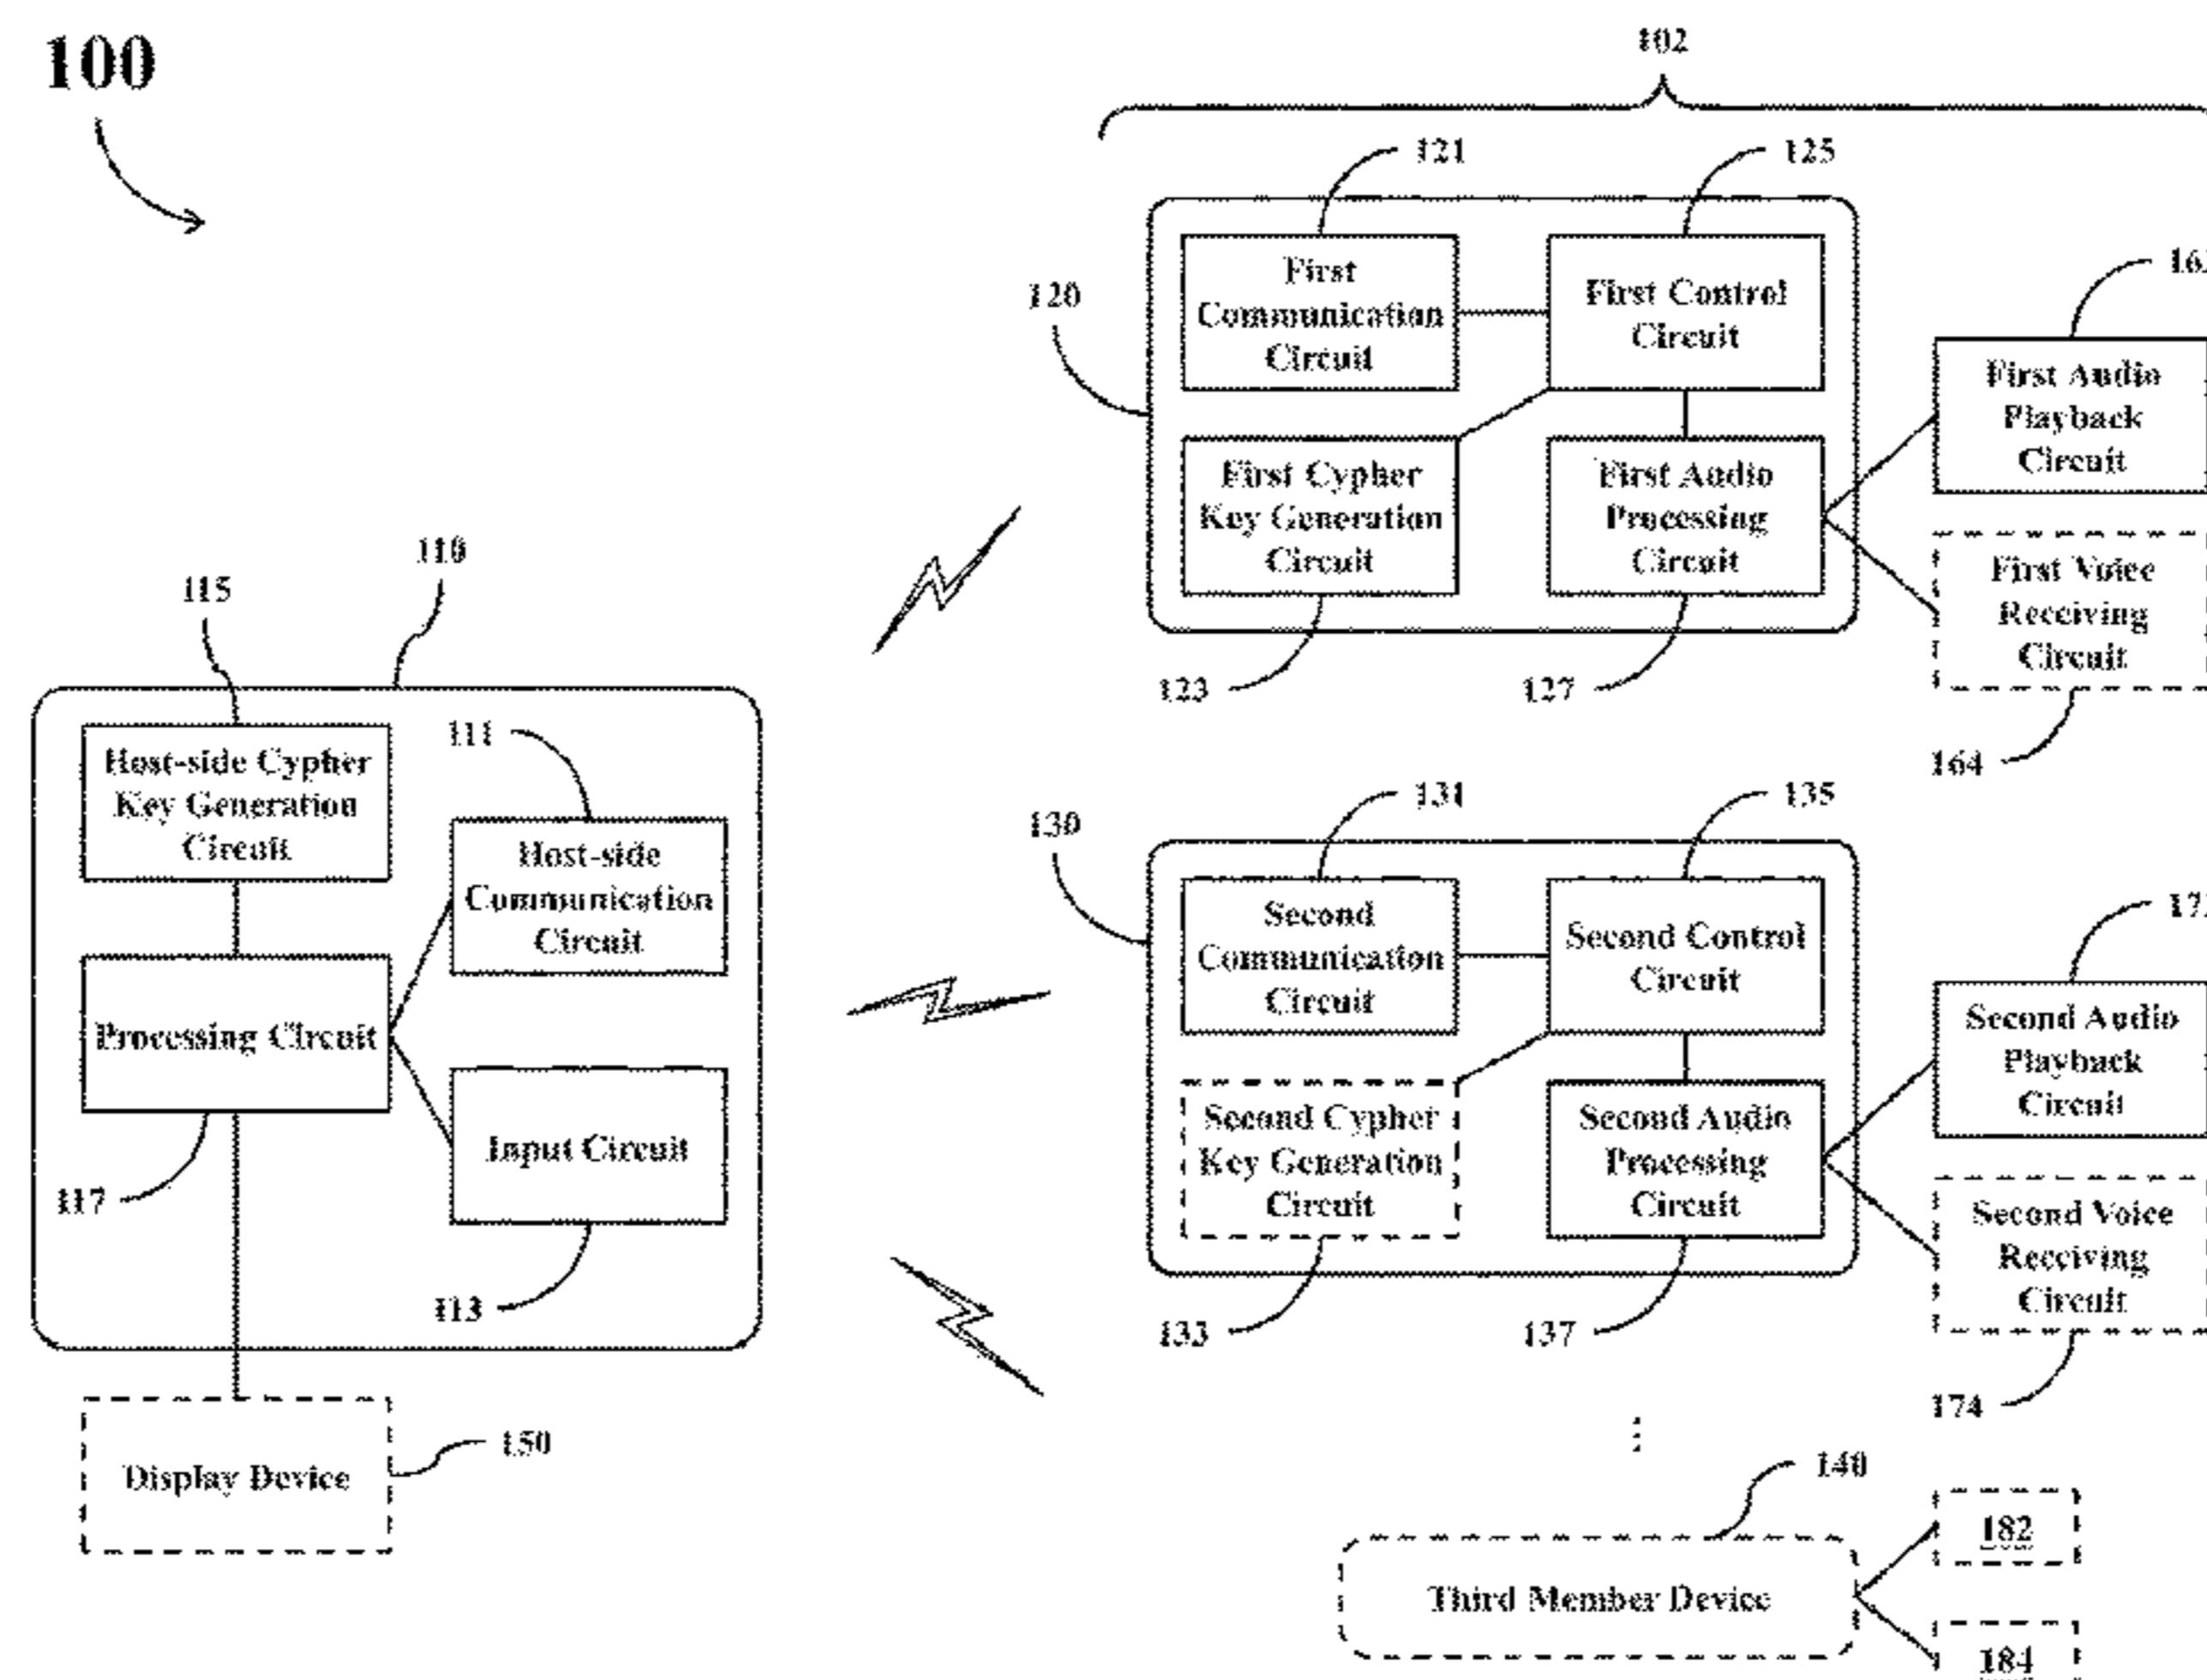 100
102
121
125
120
First
Communication
Circuit
First Control
Circuit
First Audio
Playback
Circuit
First Cypher
Key Generation
Circuit
First Audio
Processing
Circuit
First Voice
Receiving
Circuit
123
127
164
110
115
111
Host-side Cypher
Key Generation
Circuit
Host-side
Communication
Circuit
Processing Circuit
Input Circuit
117
113
Display Device
150
131
135
130
Second
Communication
Circuit
Second Control
Circuit
Second Audio
Playback
Circuit
Second Cypher
Key Generation
Circuit
Second Audio
Processing
Circuit
Second Voice
Receiving
Circuit
133
137
174
140
Third Member Device
182
184